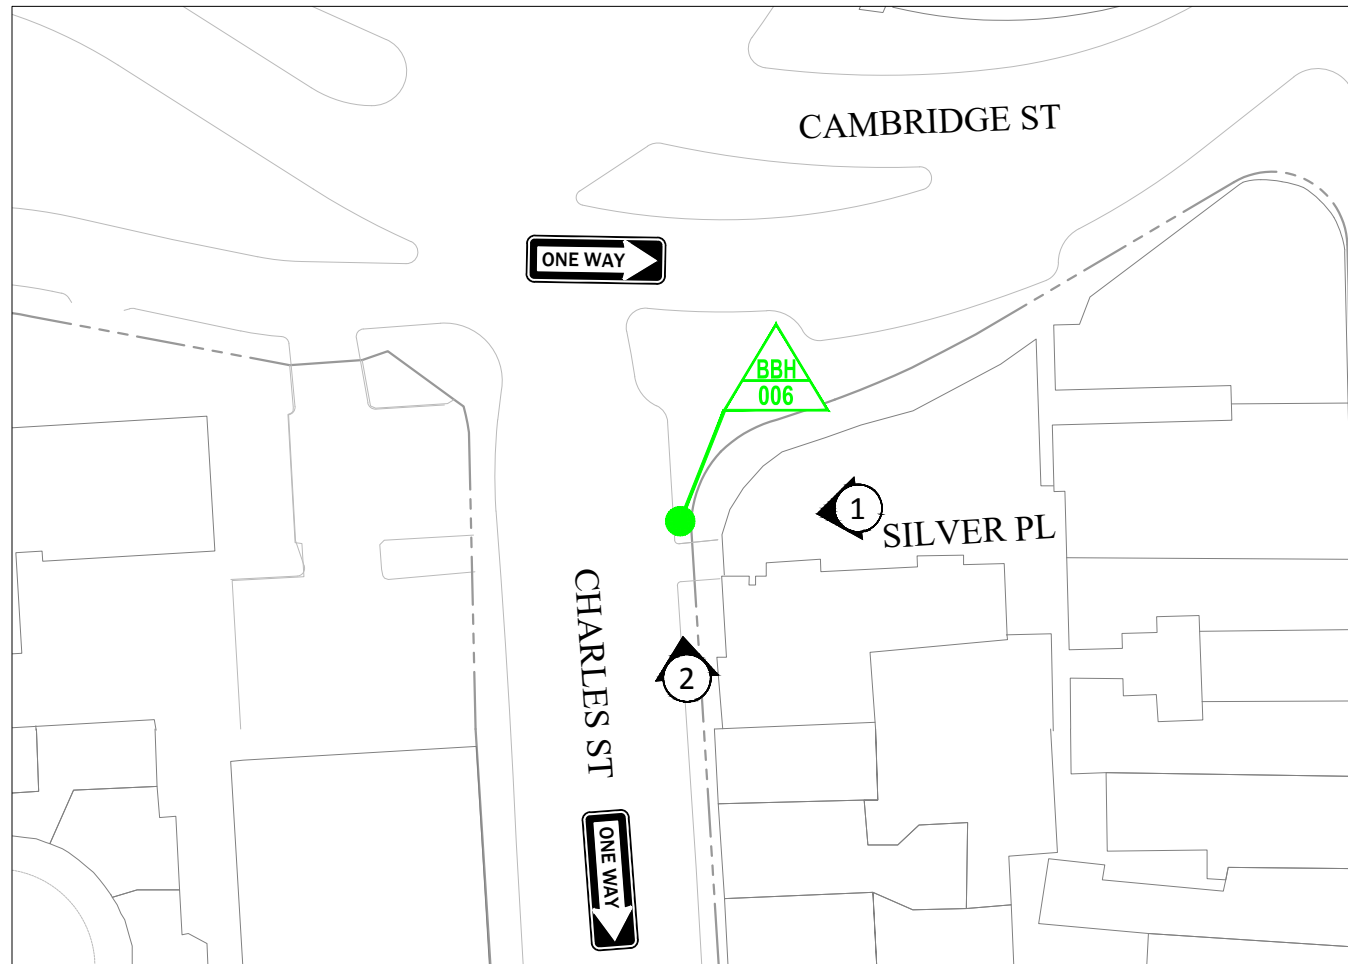 CAMBRIDGE ST
ONE WAY
BBH
006
1
SILVER PL
CHARLES ST
2
ONE WAY